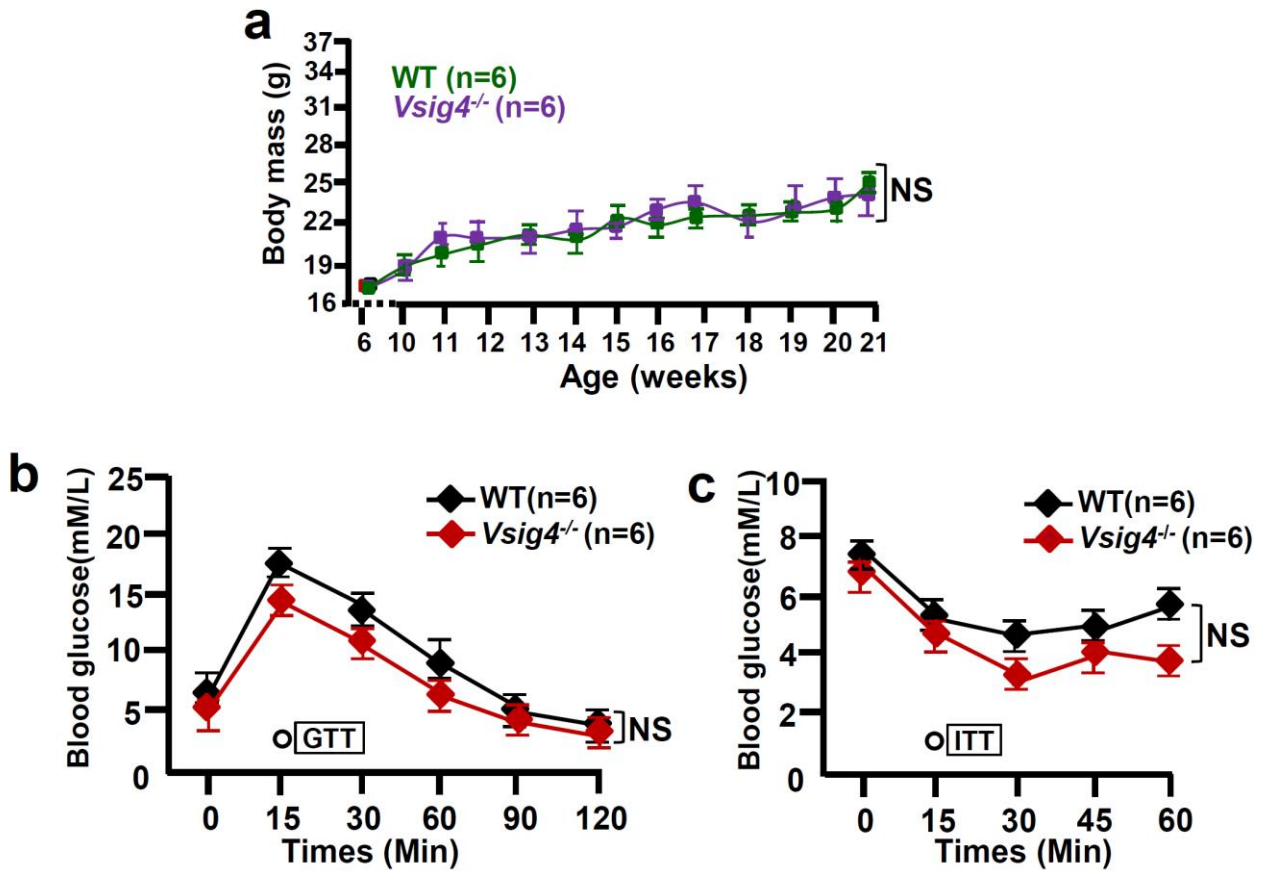 a
Body mass (g)
37
34
31
28
25
22
19
16
WT (n=6)
Vsig4-/- (n=6)
NS
6 10 11 12 13 14 15 16 17 18 19 20 21
Age (weeks)
b
Blood glucose(mM/L)
25
20
15
10
5
0
WT(n=6)
Vsig4-/- (n=6)
GTT
NS
0 15 30 60 90 120
Times (Min)
c
Blood glucose(mM/L)
10
8
6
4
2
0
WT(n=6)
Vsig4-/- (n=6)
ITT
NS
0 15 30 45 60
Times (Min)